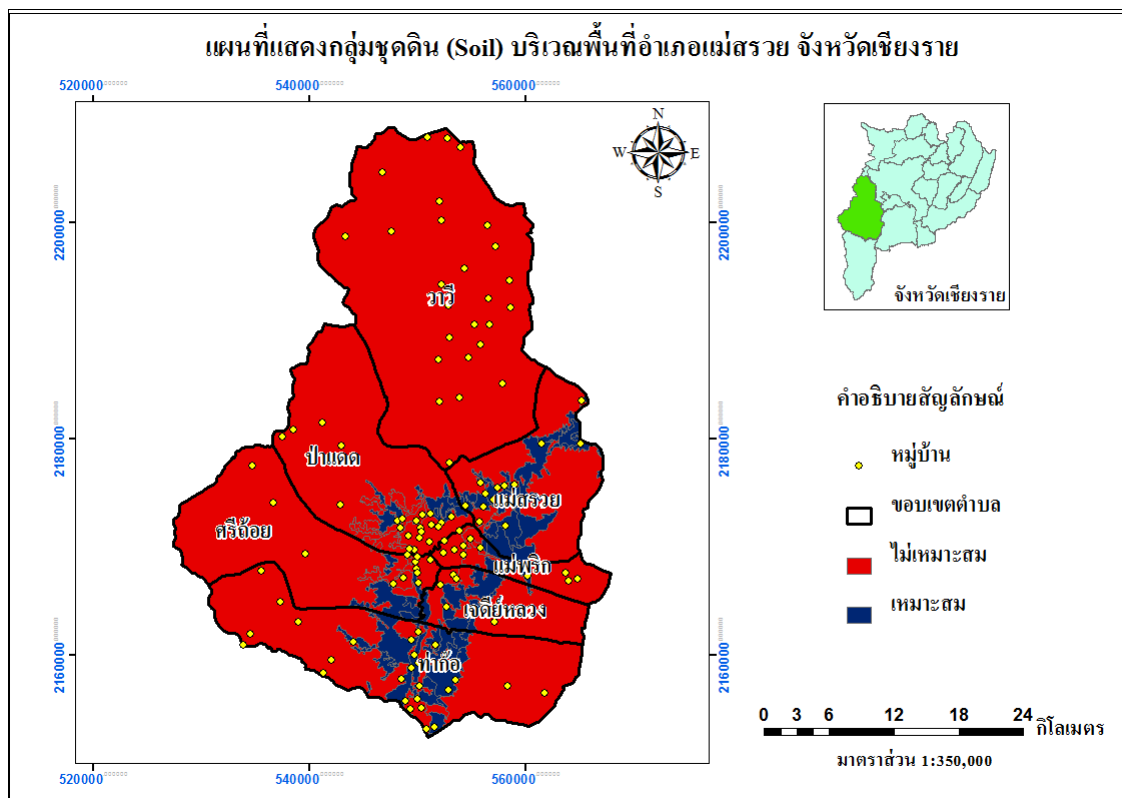 แผนที่แสดงกลุ่มชุดดิน (Soil) บริเวณพื้นที่อำเภอแม่สรวย จังหวัดเชียงราย
520000 540000 560000
N
W E
S
2200000 2200000
วาวี
จังหวัดเชียงราย
คำอธิบายสัญลักษณ์
2180000 2180000
ป่าแดด
หมู่บ้าน
แม่สรวย
ขอบเขตตำบล
ศรีถ้อย
แม่พริก
ไม่เหมาะสม
เจดีย์หลวง
เหมาะสม
2160000 2160000
ท่าก๊อ
0 3 6 12 18 24
กิโลเมตร
มาตราส่วน 1:350,000
520000 540000 560000